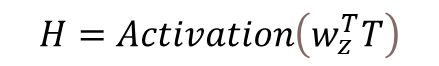 H = Activation(w_z^T T)